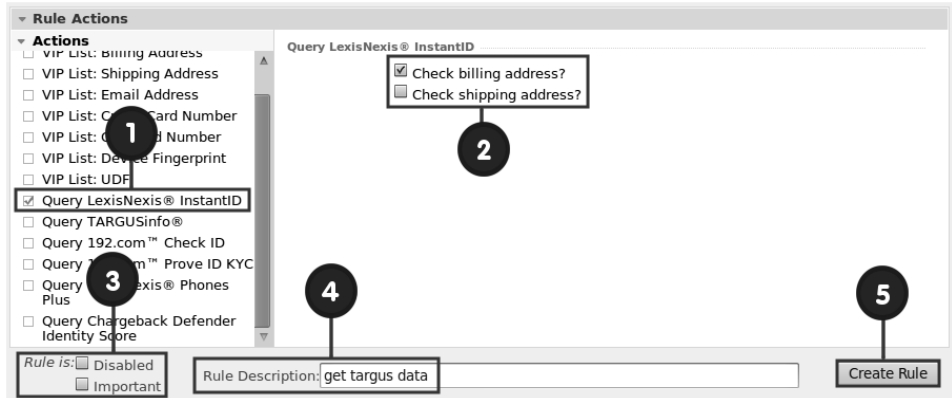 Rule Actions
Actions
Query LexisNexis® InstantID
VIP List: Billing Address
VIP List: Shipping Address
VIP List: Email Address
VIP List: Card Number
VIP List: d Number
VIP List: Device Fingerprint
VIP List: UDF
Query LexisNexis® InstantID
Query TARGUSinfo®
Query 192.com™ Check ID
Query ™ Prove ID KYC
Query exis® Phones
Plus
Query Chargeback Defender
Identity Score
Check billing address?
Check shipping address?
1
2
3
4
5
Rule is: Disabled
Important
Rule Description: get targus data
Create Rule